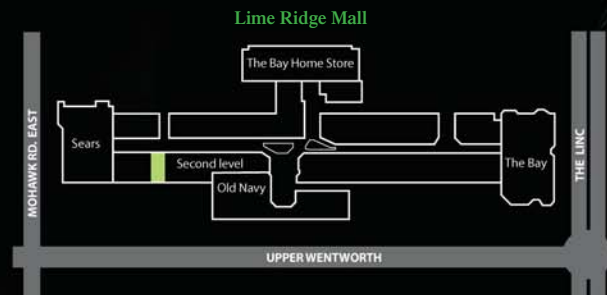 Lime Ridge Mall
The Bay Home Store
Sears
Second level
The Bay
Old Navy
MOHAWK RD. EAST
THE LINC
UPPER WENTWORTH